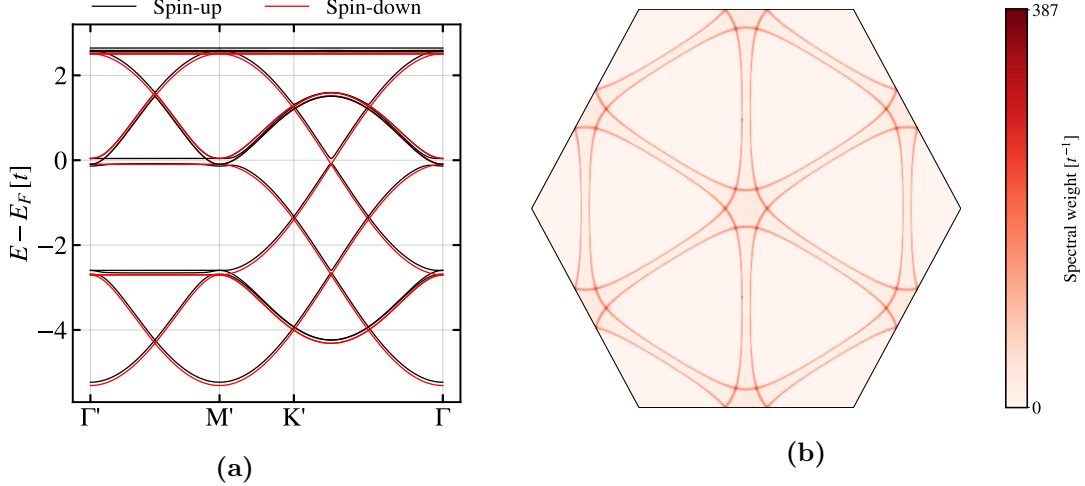 Spin-up Spin-down
2
0
−2
−4
E − E_F [t]
Γ' M' K' Γ
(a)
387
0
Spectral weight [t⁻¹]
(b)